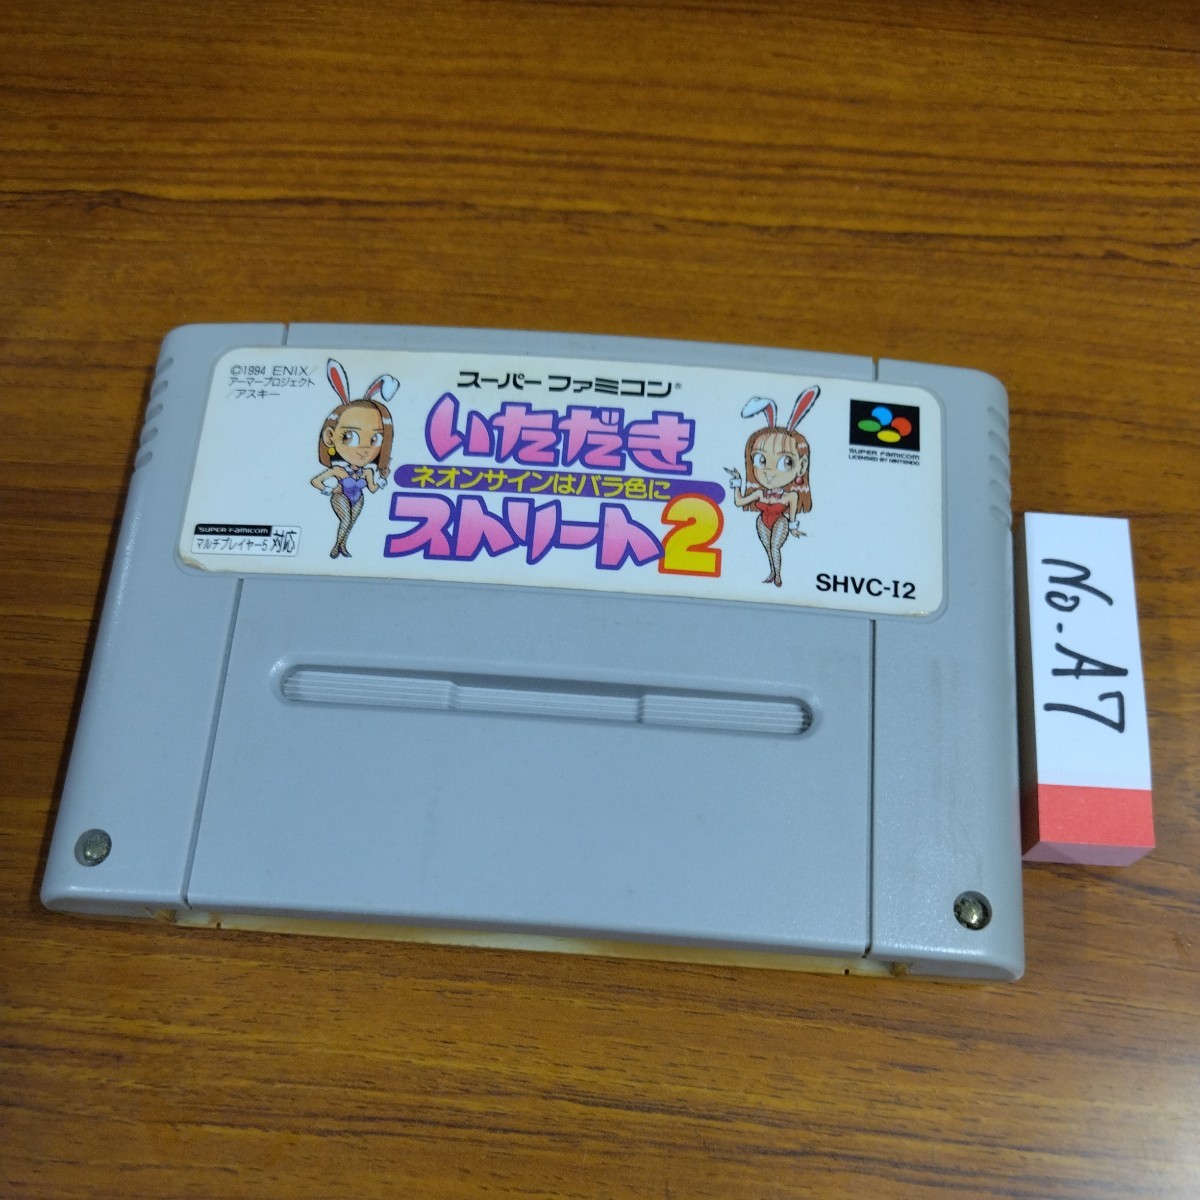 ©1994 ENIX/
アーマープロジェクト
/アスキー
スーパーファミコン®
いただき
ネオンサインはバラ色に
ストリート2
SUPER FAMICOM
LICENSED BY NINTENDO
SUPER FAMICOM
マルチプレイヤー5 対応
SHVC-I2
No.A7